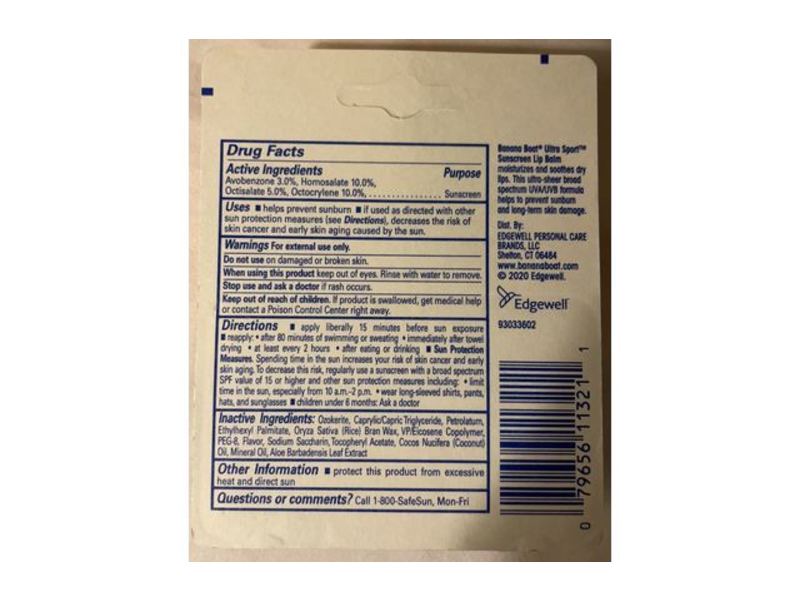 Drug Facts
Active Ingredients Purpose
Avobenzone 3.0%, Homosalate 10.0%,
Octisalate 5.0%, Octocrylene 10.0%, . . . . . . . . . . . . . . . . . . Sunscreen
Uses ■ helps prevent sunburn ■ if used as directed with other
sun protection measures (see Directions), decreases the risk of
skin cancer and early skin aging caused by the sun.
Warnings For external use only.
Do not use on damaged or broken skin.
When using this product keep out of eyes. Rinse with water to remove.
Stop use and ask a doctor if rash occurs.
Keep out of reach of children. If product is swallowed, get medical help
or contact a Poison Control Center right away.
Directions ■ apply liberally 15 minutes before sun exposure
■ reapply: • after 80 minutes of swimming or sweating • immediately after towel
drying • at least every 2 hours • after eating or drinking ■ Sun Protection
Measures. Spending time in the sun increases your risk of skin cancer and early
skin aging. To decrease this risk, regularly use a sunscreen with a broad spectrum
SPF value of 15 or higher and other sun protection measures including: • limit
time in the sun, especially from 10 a.m.–2 p.m. • wear long-sleeved shirts, pants,
hats, and sunglasses ■ children under 6 months: Ask a doctor
Inactive Ingredients: Ozokerite, Caprylic/Capric Triglyceride, Petrolatum,
Ethylhexyl Palmitate, Oryza Sativa (Rice) Bran Wax, VP/Eicosene Copolymer,
PEG-8, Flavor, Sodium Saccharin, Tocopheryl Acetate, Cocos Nucifera (Coconut)
Oil, Mineral Oil, Aloe Barbadensis Leaf Extract
Other Information ■ protect this product from excessive
heat and direct sun
Questions or comments? Call 1-800-SafeSun, Mon-Fri
Banana Boat® Ultra Sport™
Sunscreen Lip Balm
moisturizes and soothes dry
lips. This ultra-sheer broad
spectrum UVA/UVB formula
helps to prevent sunburn
and long-term skin damage.
Dist. By:
EDGEWELL PERSONAL CARE
BRANDS, LLC
Shelton, CT 06484
www.bananaboat.com
© 2020 Edgewell.
Edgewell
93033602
0 79656 11321 1